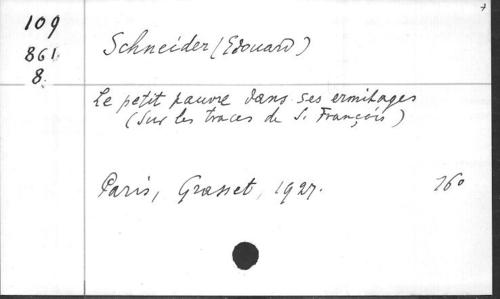 109
861
8.
Schneider (Edouard)
Le petit pauvre dans ses ermitages
(Sur les traces de S. François)
Paris, Grasset, 1927. 16°